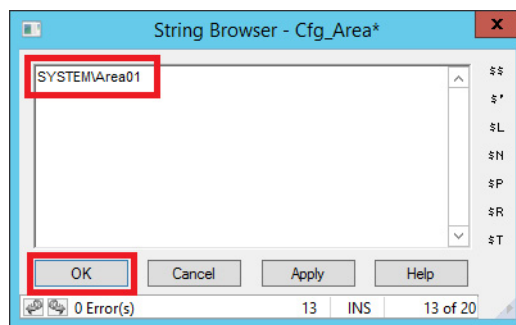 String Browser - Cfg_Area*
x
SYSTEM\Area01
$$
$'
$L
$N
$P
$R
$T
OK Cancel Apply Help
0 Error(s) 13 INS 13 of 20